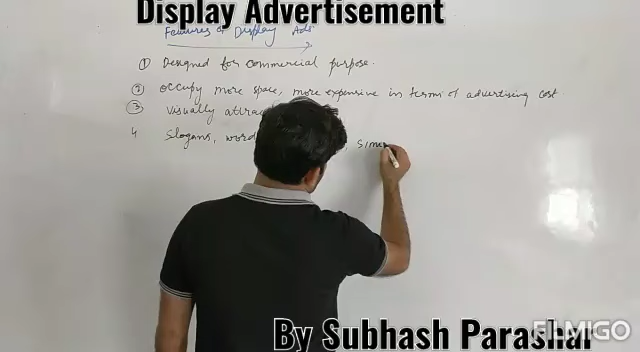 Display Advertisement
Features of Display Ads
① Designed for commercial purpose.
② Occupy more space, more expensive in terms of advertising cost.
③ Visually
4 Slogans,
By Subhash Parashar
FILMIGO